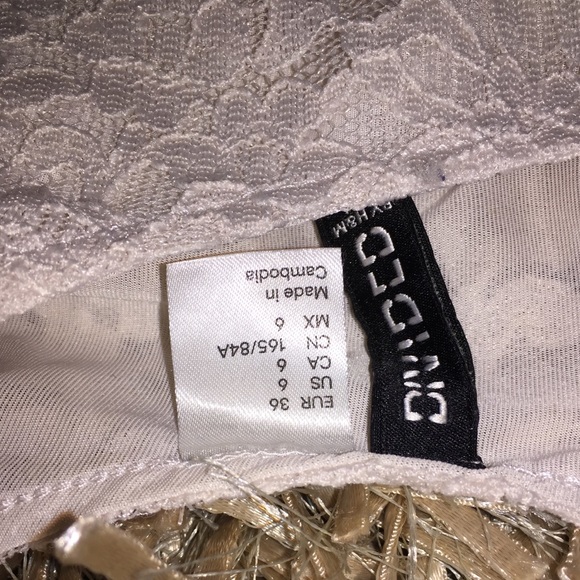 EUR 36
US 6
CA 6
CN 165/84A
MX 6
Made in
Cambodia
DIVIDED
BY H&M